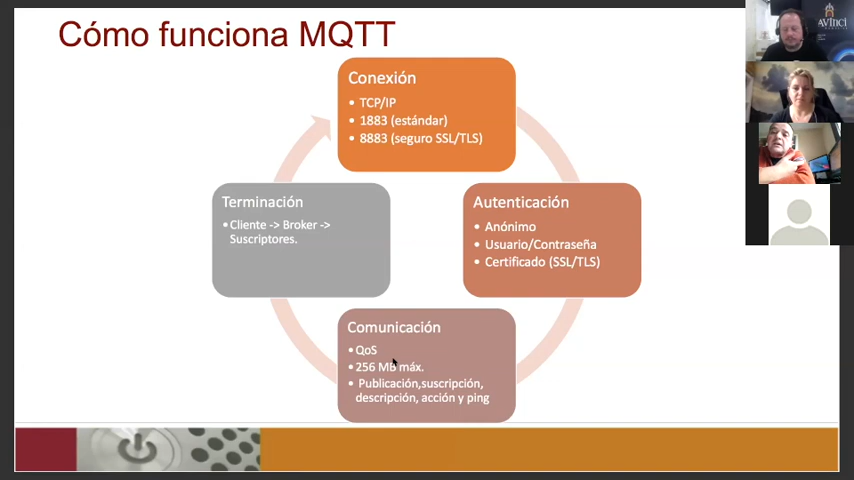 Cómo funciona MQTT
Conexión
• TCP/IP
• 1883 (estándar)
• 8883 (seguro SSL/TLS)
Autenticación
• Anónimo
• Usuario/Contraseña
• Certificado (SSL/TLS)
Comunicación
• QoS
• 256 MB máx.
• Publicación,suscripción,
descripción, acción y ping
Terminación
• Cliente -> Broker ->
Suscriptores.